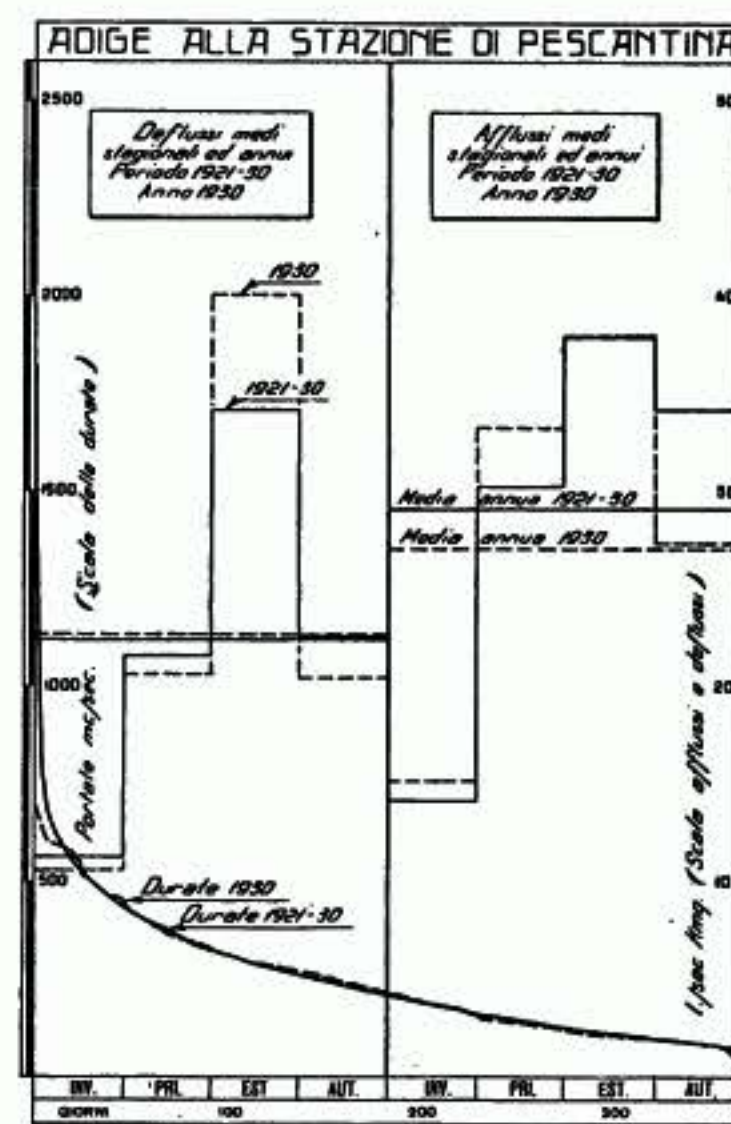 ADIGE ALLA STAZIONE DI PESCANTINA
2500
Deflussi medi
stagionali ed annui
Periodo 1921-30
Anno 1930
Afflussi medi
stagionali ed annui
Periodo 1921-30
Anno 1930
2000
1930
1921-30
1500
Media annua 1921-30
Media annua 1930
1000
500
Portate mc/sec. (Scala delle durate)
Durate 1930
Durate 1921-30
20
10
l./sec Kmq. (Scala afflussi e deflussi)
INV. PRI. EST AUT. INV. PRI. EST. AUT.
GIORNI 100 200 300